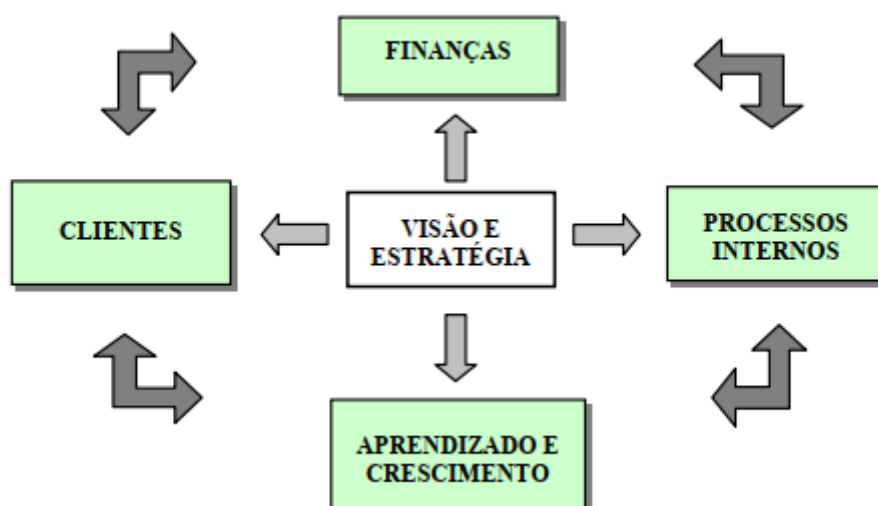 FINANÇAS
CLIENTES
VISÃO E
ESTRATÉGIA
PROCESSOS
INTERNOS
APRENDIZADO E
CRESCIMENTO